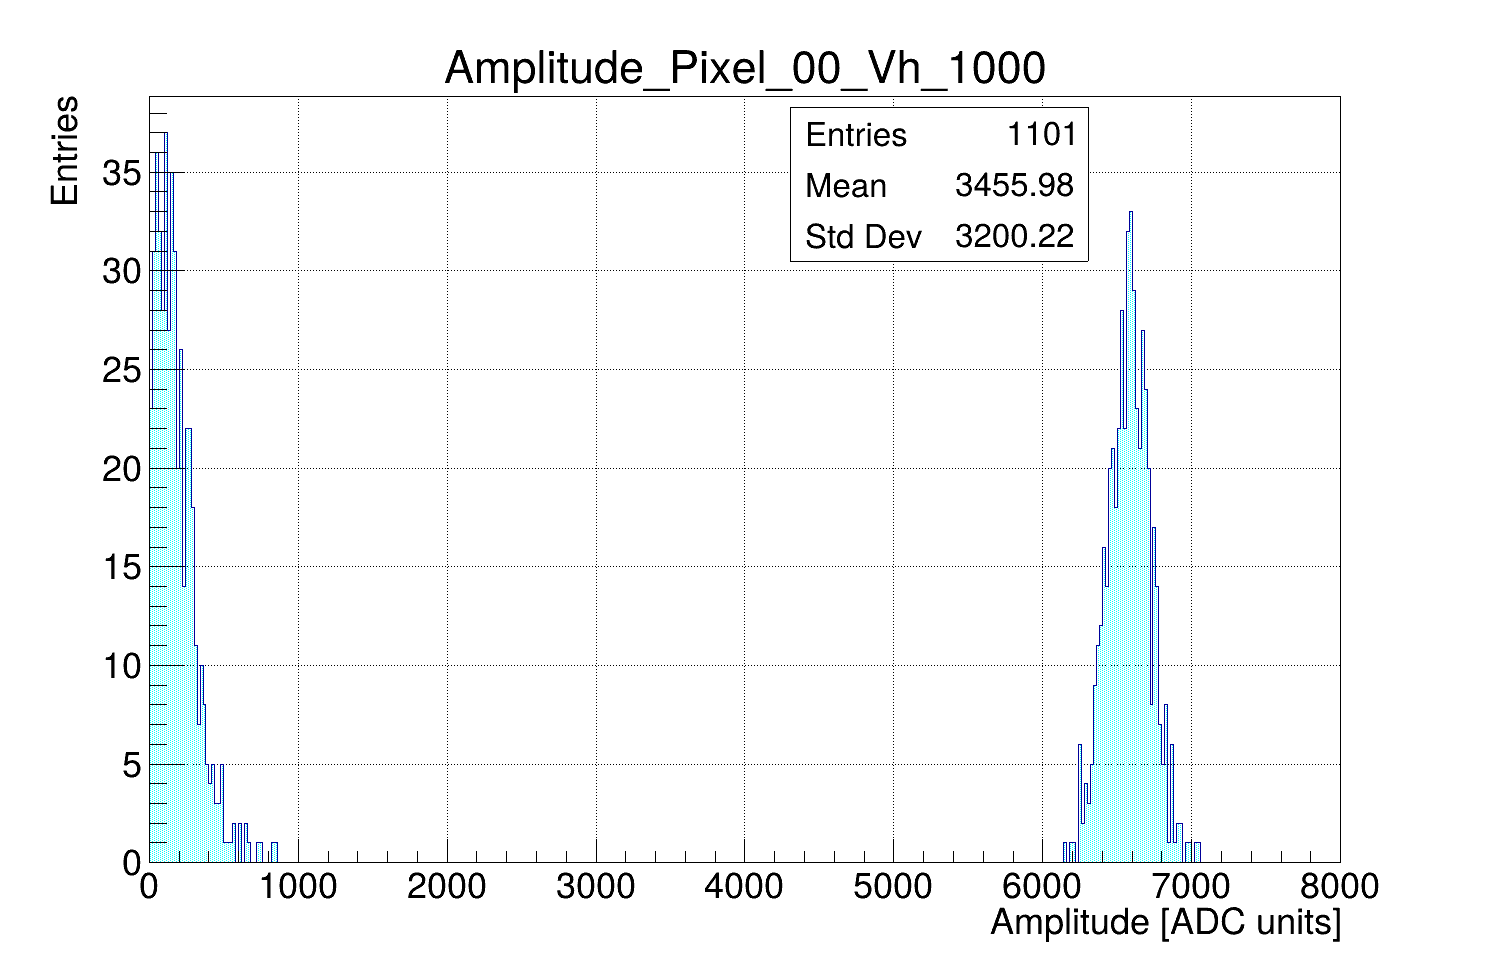 Amplitude_Pixel_00_Vh_1000
Entries
Entries 1101
Mean 3455.98
Std Dev 3200.22
35
30
25
20
15
10
5
0
0 1000 2000 3000 4000 5000 6000 7000 8000
Amplitude [ADC units]